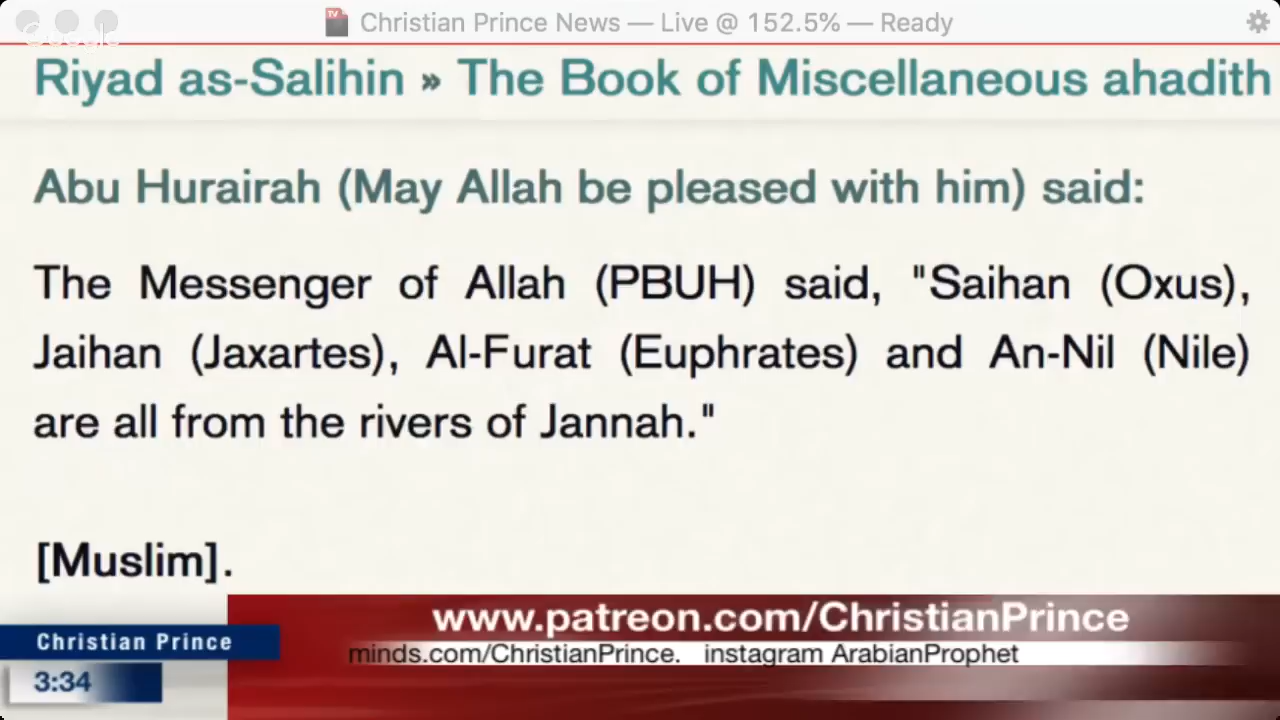 Christian Prince News — Live @ 152.5% — Ready
Google
Riyad as-Salihin » The Book of Miscellaneous ahadith
Abu Hurairah (May Allah be pleased with him) said:
The Messenger of Allah (PBUH) said, "Saihan (Oxus),
Jaihan (Jaxartes), Al-Furat (Euphrates) and An-Nil (Nile)
are all from the rivers of Jannah."
[Muslim].
www.patreon.com/ChristianPrince
Christian Prince
minds.com/ChristianPrince. instagram ArabianProphet
3:34